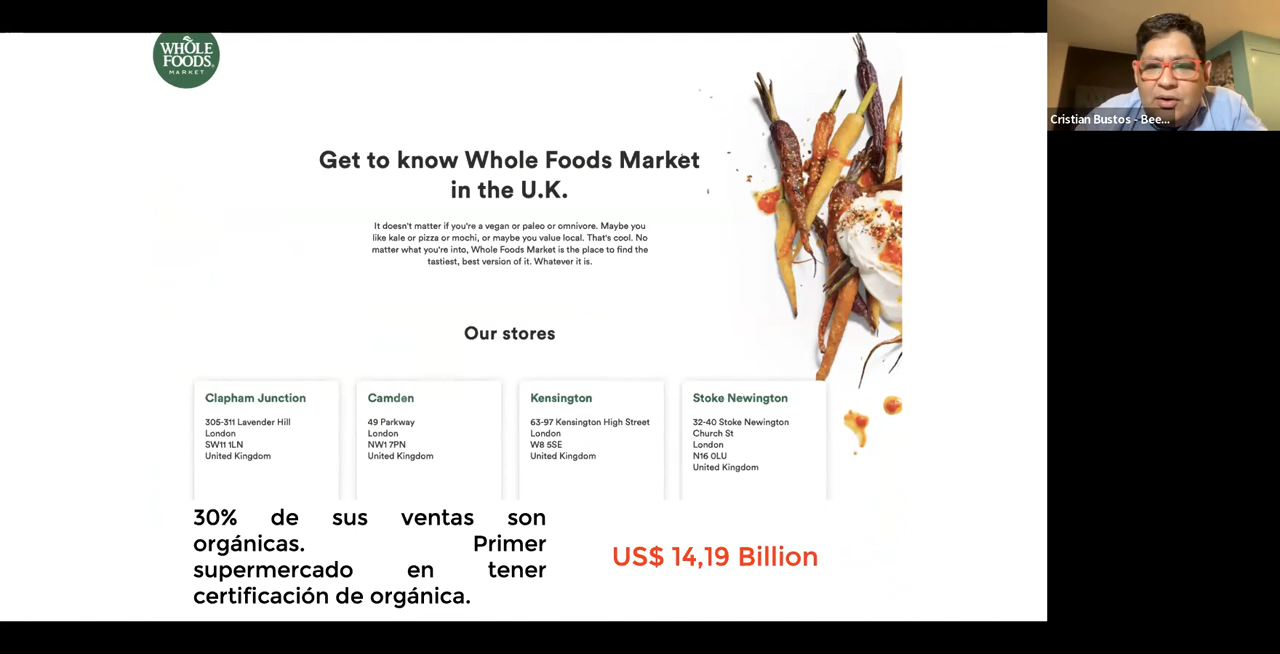 WHOLE
FOODS
MARKET
Cristian Bustos - Bee...
Get to know Whole Foods Market
in the U.K.
It doesn't matter if you're a vegan or paleo or omnivore. Maybe you
like kale or pizza or mochi, or maybe you value local. That's cool. No
matter what you're into, Whole Foods Market is the place to find the
tastiest, best version of it. Whatever it is.
Our stores
Clapham Junction
305-311 Lavender Hill
London
SW11 1LN
United Kingdom
Camden
49 Parkway
London
NW1 7PN
United Kingdom
Kensington
63-97 Kensington High Street
London
W8 5SE
United Kingdom
Stoke Newington
32-40 Stoke Newington
Church St
London
N16 0LU
United Kingdom
30% de sus ventas son
orgánicas. Primer
supermercado en tener
certificación de orgánica.
US$ 14,19 Billion